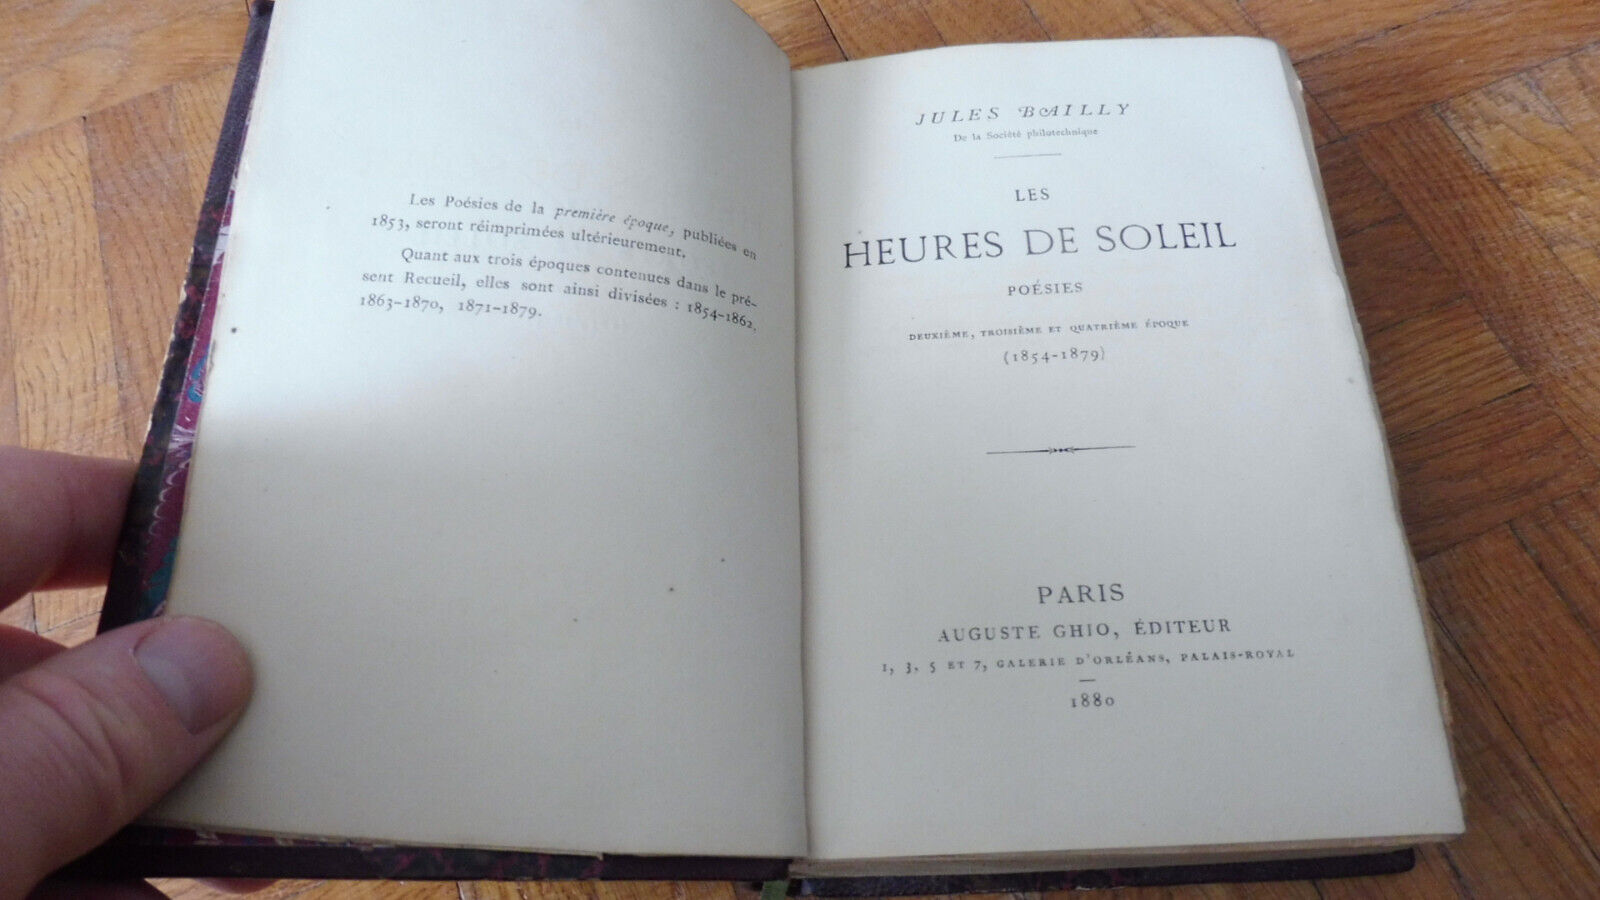 Les Poésies de la première époque, publiées en
1853, seront réimprimées ultérieurement.
Quant aux trois époques contenues dans le pré-
sent Recueil, elles sont ainsi divisées : 1854-1862,
1863-1870, 1871-1879.
JULES BAILLY
De la Société philotechnique
LES
HEURES DE SOLEIL
POÉSIES
DEUXIÈME, TROISIÈME ET QUATRIÈME ÉPOQUE
(1854-1879)
PARIS
AUGUSTE GHIO, ÉDITEUR
1, 3, 5 ET 7, GALERIE D'ORLÉANS, PALAIS-ROYAL
1880